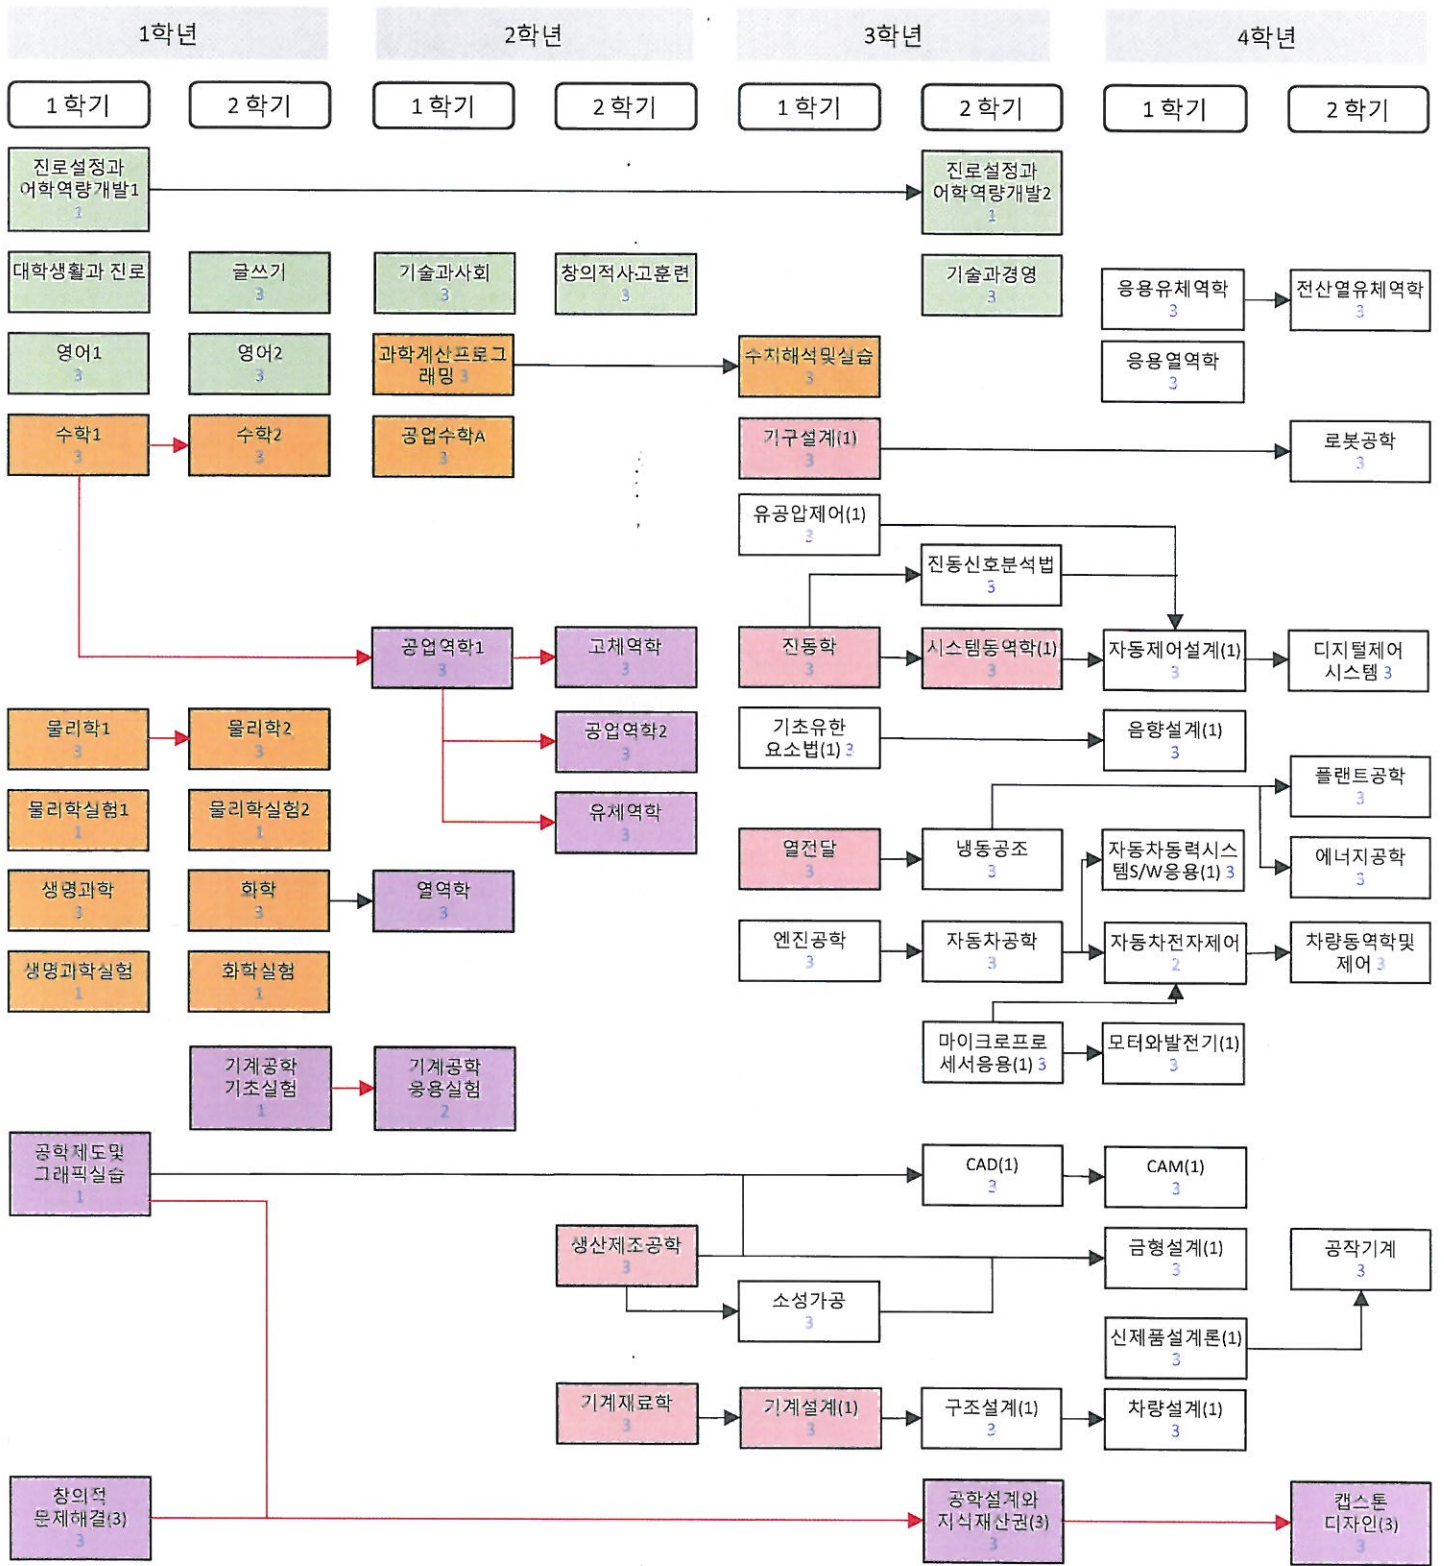 1학년
2학년
3학년
4학년
1 학기
2 학기
1 학기
2 학기
1 학기
2 학기
1 학기
2 학기
진로설정과
어학역량개발1
1
진로설정과
어학역량개발2
1
대학생활과 진로
글쓰기
3
기술과사회
3
창의적사고훈련
3
기술과경영
3
응용유체역학
3
전산열유체역학
3
영어1
3
영어2
3
과학계산프로그
래밍 3
수치해석및실습
3
응용열역학
3
수학1
3
수학2
3
공업수학A
3
기구설계(1)
3
로봇공학
3
유공압제어(1)
3
진동신호분석법
3
공업역학1
3
고체역학
3
진동학
3
시스템동역학(1)
3
자동제어설계(1)
3
디지털제어
시스템 3
물리학1
3
물리학2
3
공업역학2
3
기초유한
요소법(1) 3
음향설계(1)
3
플랜트공학
3
물리학실험1
1
물리학실험2
1
유체역학
3
열전달
3
냉동공조
3
자동차동력시스
템S/W응용(1) 3
에너지공학
3
생명과학
3
화학
3
열역학
3
엔진공학
3
자동차공학
3
자동차전자제어
2
차량동역학및
제어 3
생명과학실험
1
화학실험
1
마이크로프로
세서응용(1) 3
모터와발전기(1)
3
기계공학
기초실험
1
기계공학
응용실험
2
공학제도및
그래픽실습
1
CAD(1)
3
CAM(1)
3
생산제조공학
3
금형설계(1)
3
공작기계
3
소성가공
3
신제품설계론(1)
3
기계재료학
3
기계설계(1)
3
구조설계(1)
3
차량설계(1)
3
창의적
문제해결(3)
3
공학설계와
지식재산권(3)
3
캡스톤
디자인(3)
3